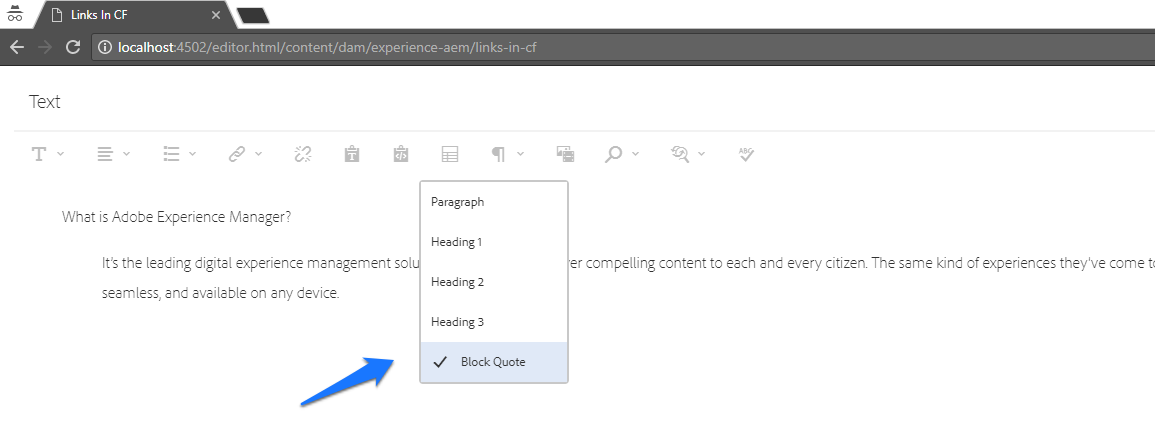 Links In CF
localhost:4502/editor.html/content/dam/experience-aem/links-in-cf
Text
T
T
ABC
Paragraph
What is Adobe Experience Manager?
Heading 1
It's the leading digital experience management solu er compelling content to each and every citizen. The same kind of experiences they've come to
Heading 2
seamless, and available on any device.
Heading 3
Block Quote